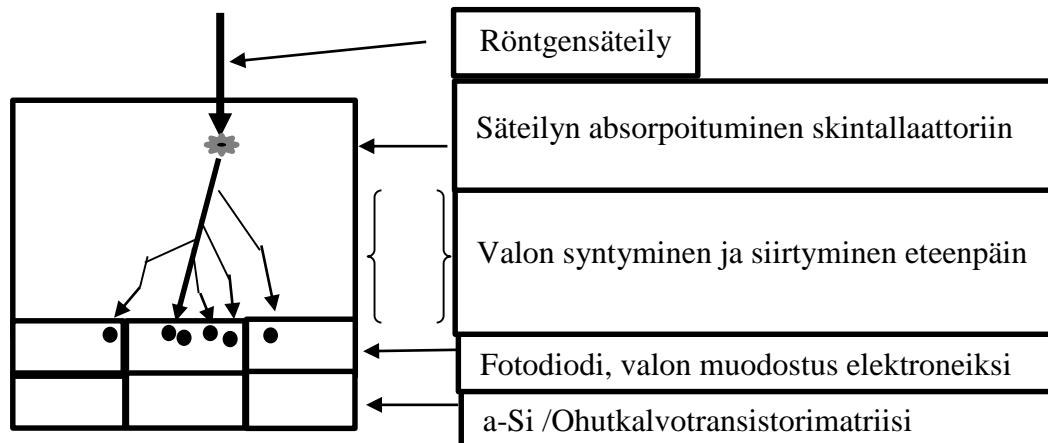 Röntgensäteily
Säteilyn absorpoituminen skintallaattoriin
Valon syntyminen ja siirtyminen eteenpäin
Fotodiodi, valon muodostus elektroneiksi
a-Si /Ohutkalvotransistorimatriisi